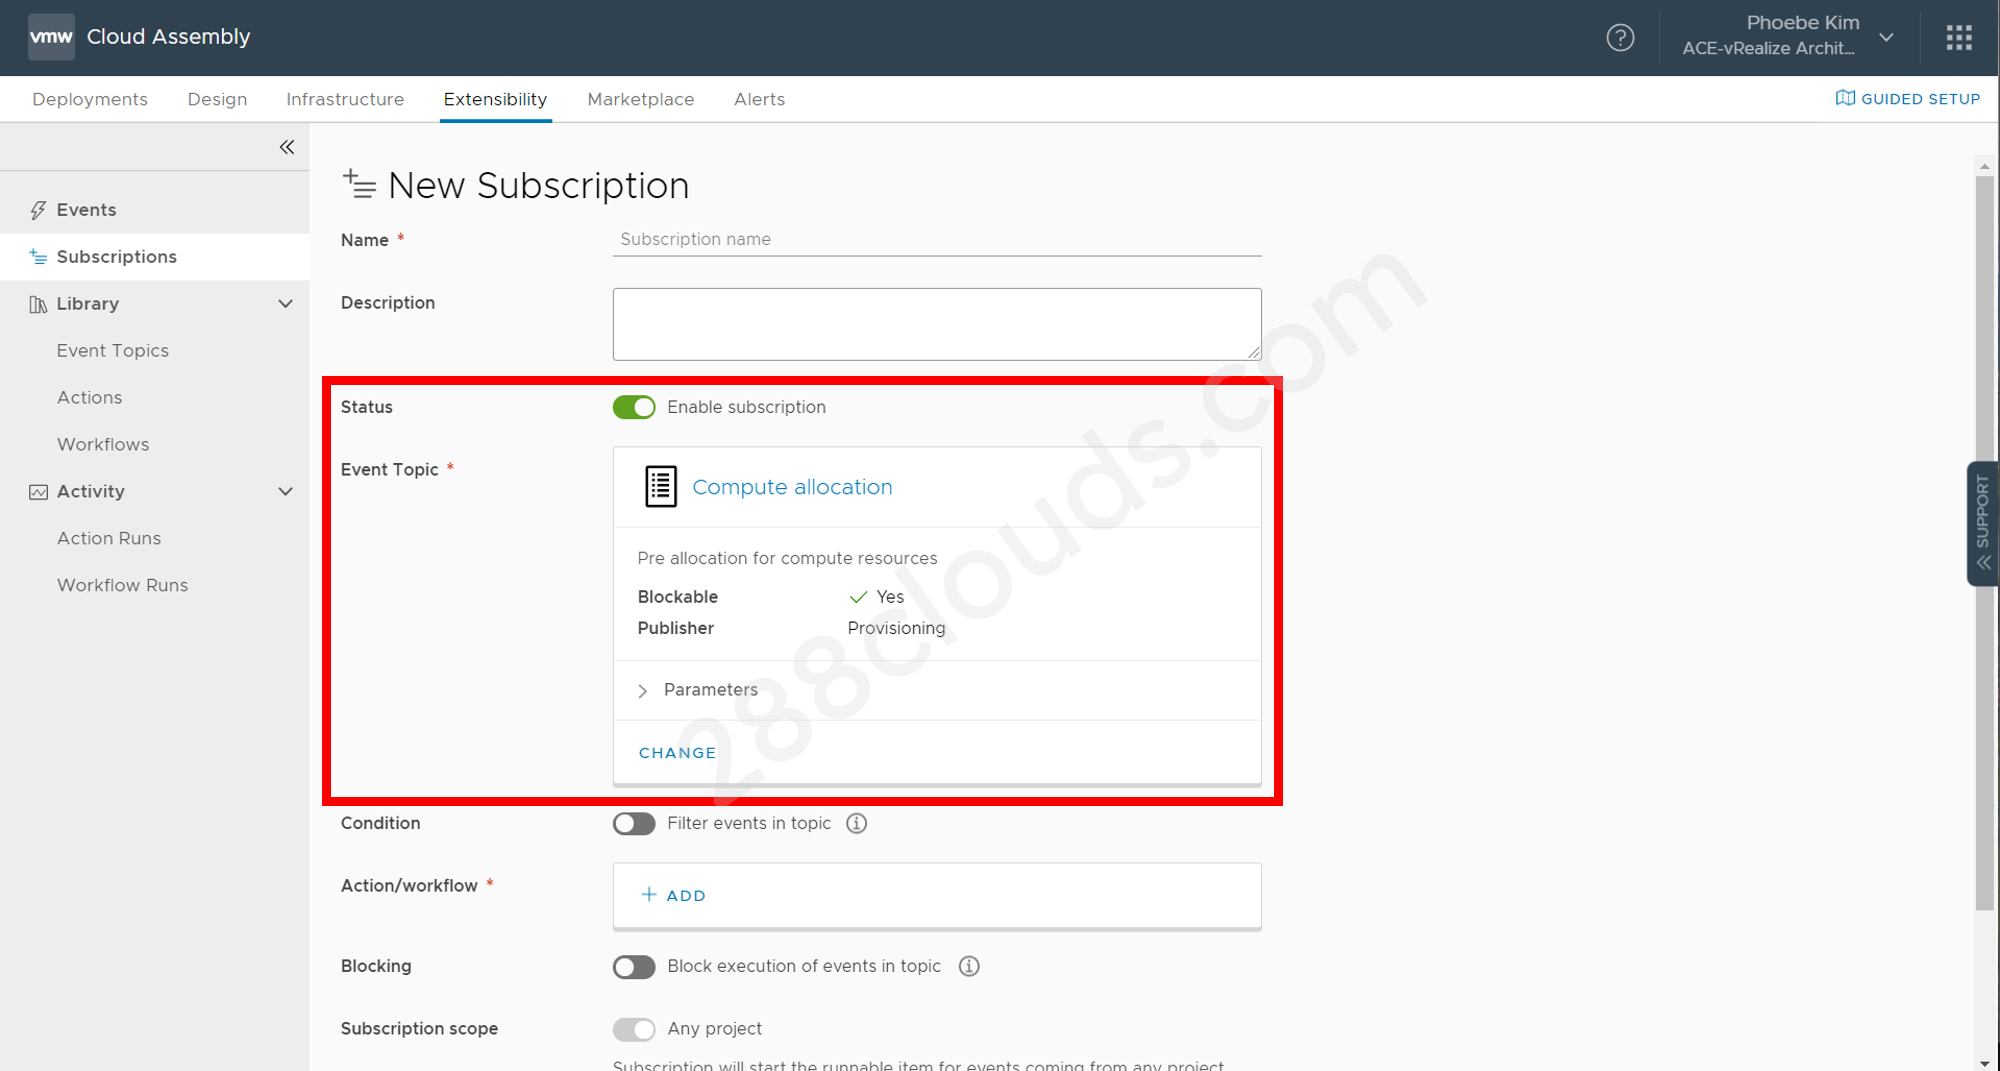 vmw Cloud Assembly
Phoebe Kim
ACE-vRealize Archit...
Deployments Design Infrastructure Extensibility Marketplace Alerts
GUIDED SETUP
Events
Subscriptions
Library
Event Topics
Actions
Workflows
Activity
Action Runs
Workflow Runs
New Subscription
Name *
Subscription name
Description
Status
Enable subscription
Event Topic *
Compute allocation
Pre allocation for compute resources
Blockable Yes
Publisher Provisioning
Parameters
CHANGE
Condition
Filter events in topic
Action/workflow *
+ ADD
Blocking
Block execution of events in topic
Subscription scope
Any project
Subscription will start the runnable item for events coming from any project
SUPPORT
288clouds.com